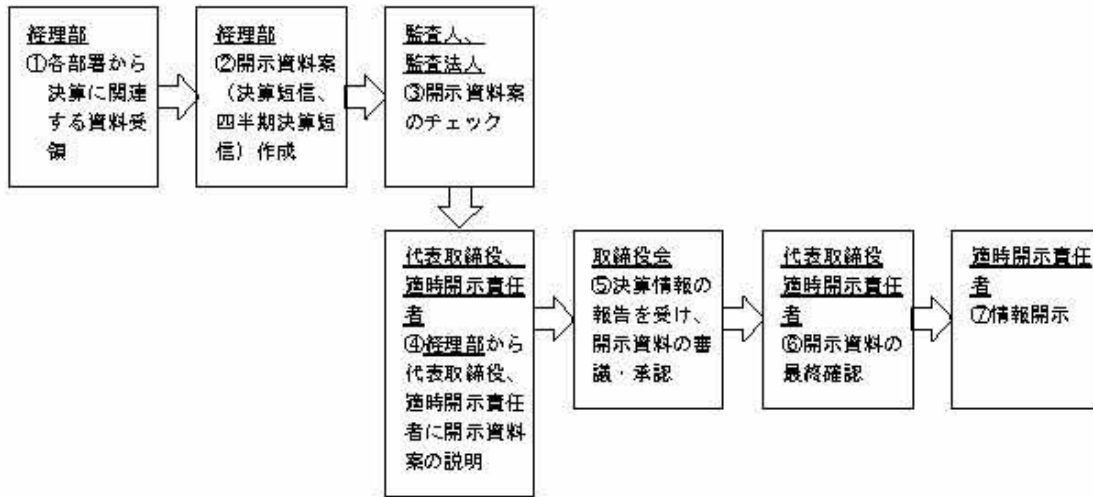 経理部
①各部署から
決算に関連
する資料受
領
経理部
②開示資料案
（決算短信、
四半期決算短
信）作成
監査人、
監査法人
③開示資料案
のチェック
代表取締役、
適時開示責任
者
④経理部から
代表取締役、
適時開示責任
者に開示資料
案の説明
取締役会
⑤決算情報の
報告を受け、
開示資料の審
議・承認
代表取締役
適時開示責任
者
⑥開示資料の
最終確認
適時開示責任
者
⑦情報開示